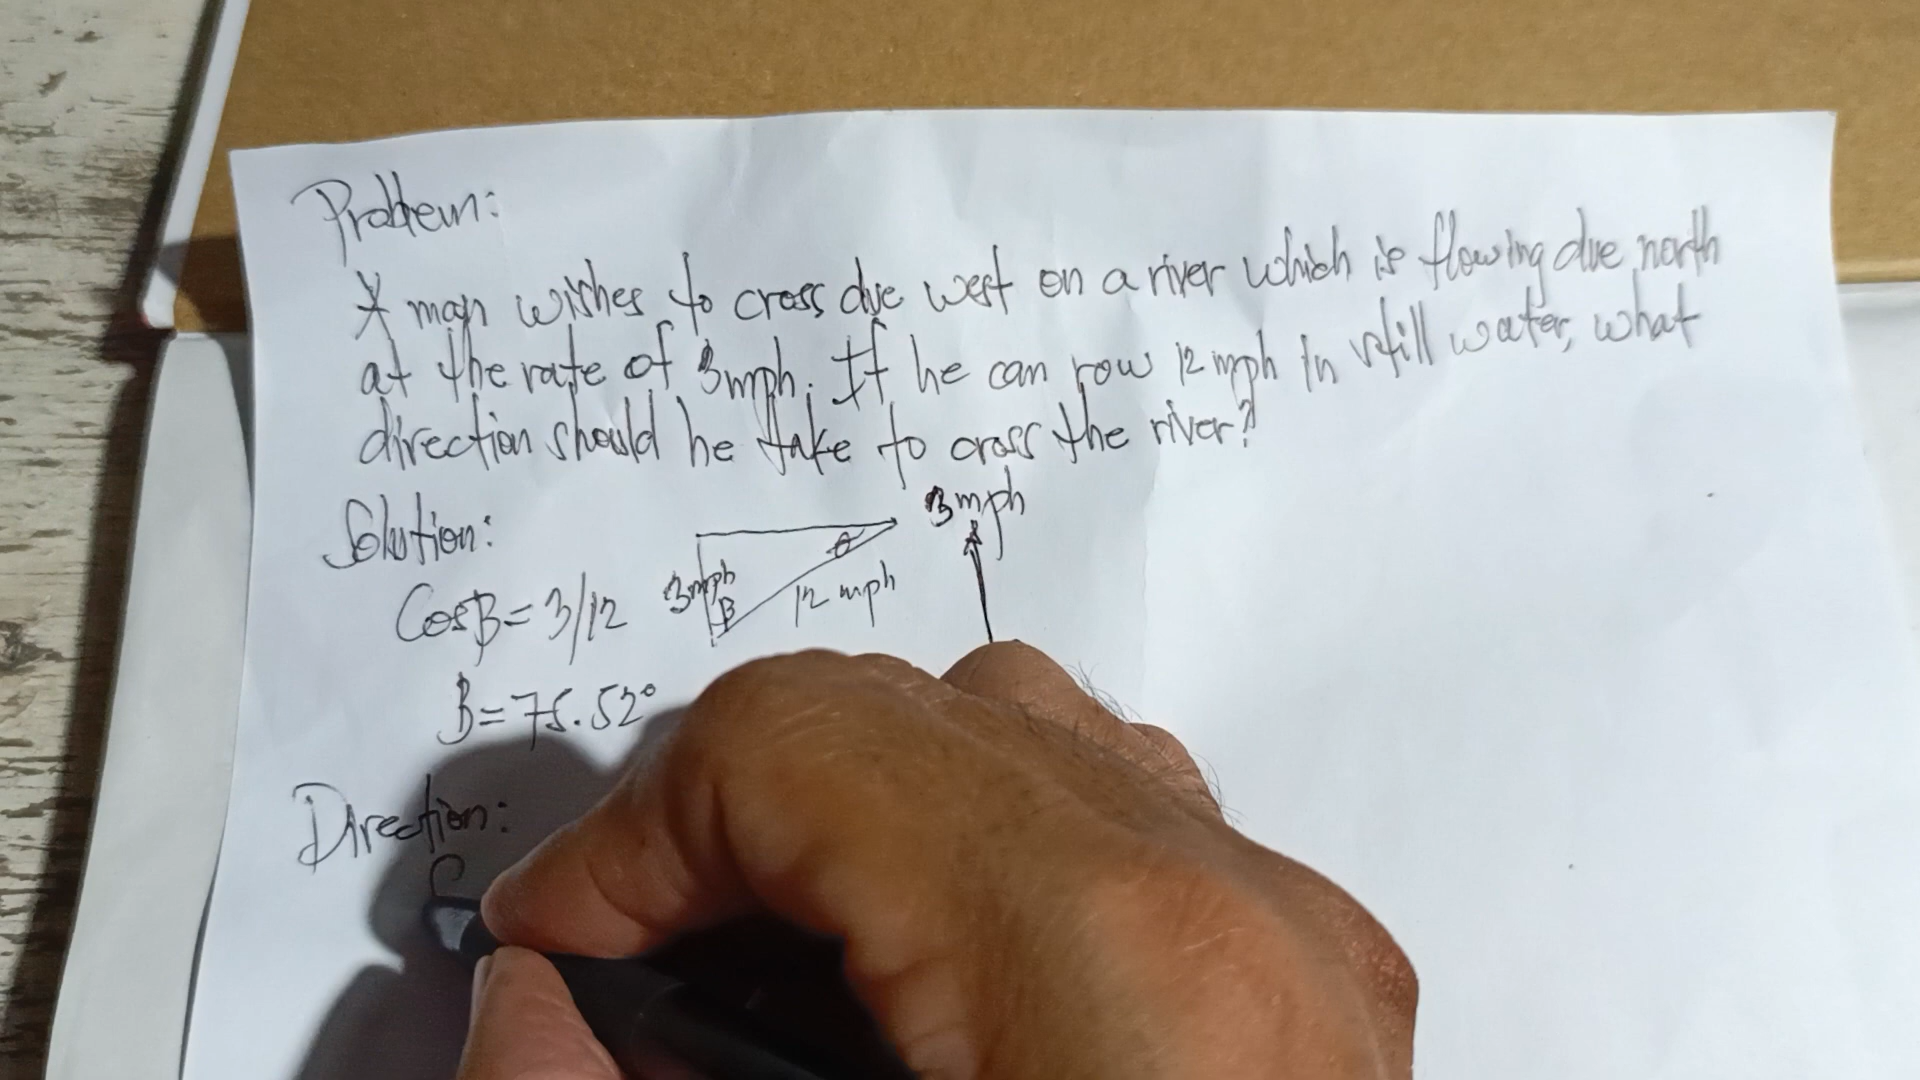 Problem:
A man wishes to cross due west on a river which is flowing due north
at the rate of 3mph. If he can row 12 mph in still water, what
direction should he take to cross the river?
Solution:
3mph
θ
CosB = 3/12
3mph
B
12 mph
B = 75.52°
Direction: